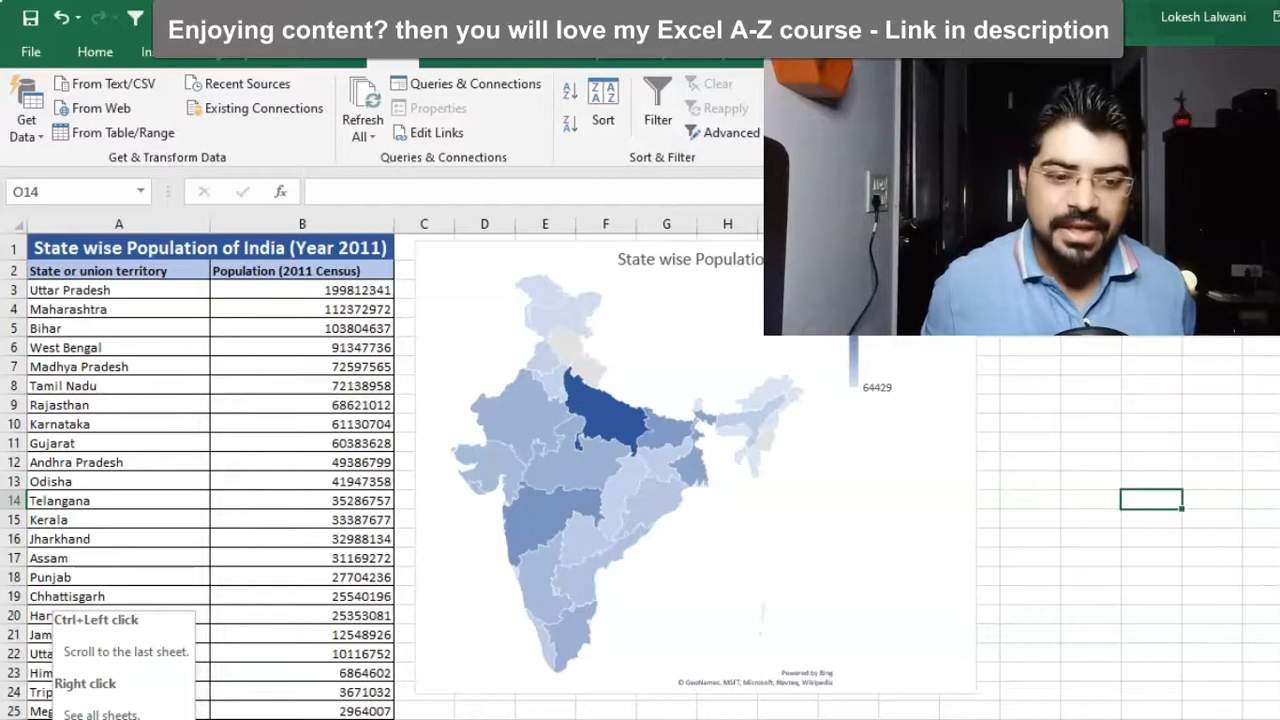 Enjoying content? then you will love my Excel A-Z course - Link in description
Lokesh Lalwani
File Home
Get Data
From Text/CSV
From Web
From Table/Range
Recent Sources
Existing Connections
Get & Transform Data
Refresh All
Queries & Connections
Properties
Edit Links
Queries & Connections
Sort
Filter
Clear
Reapply
Advanced
Sort & Filter
O14
fx
A B C D E F G H
1 State wise Population of India (Year 2011)
2 State or union territory Population (2011 Census)
3 Uttar Pradesh 199812341
4 Maharashtra 112372972
5 Bihar 103804637
6 West Bengal 91347736
7 Madhya Pradesh 72597565
8 Tamil Nadu 72138958
9 Rajasthan 68621012
10 Karnataka 61130704
11 Gujarat 60383628
12 Andhra Pradesh 49386799
13 Odisha 41947358
14 Telangana 35286757
15 Kerala 33387677
16 Jharkhand 32988134
17 Assam 31169272
18 Punjab 27704236
19 Chhattisgarh 25540196
20 Har 25353081
21 Jam 12548926
22 Utta 10116752
23 Him 6864602
24 Trip 3671032
25 Meg 2964007
Ctrl+Left click
Scroll to the last sheet.
Right click
See all sheets.
State wise Populatio
64429
Powered by Bing
© GeoNames, MSFT, Microsoft, Navteq, Wikipedia